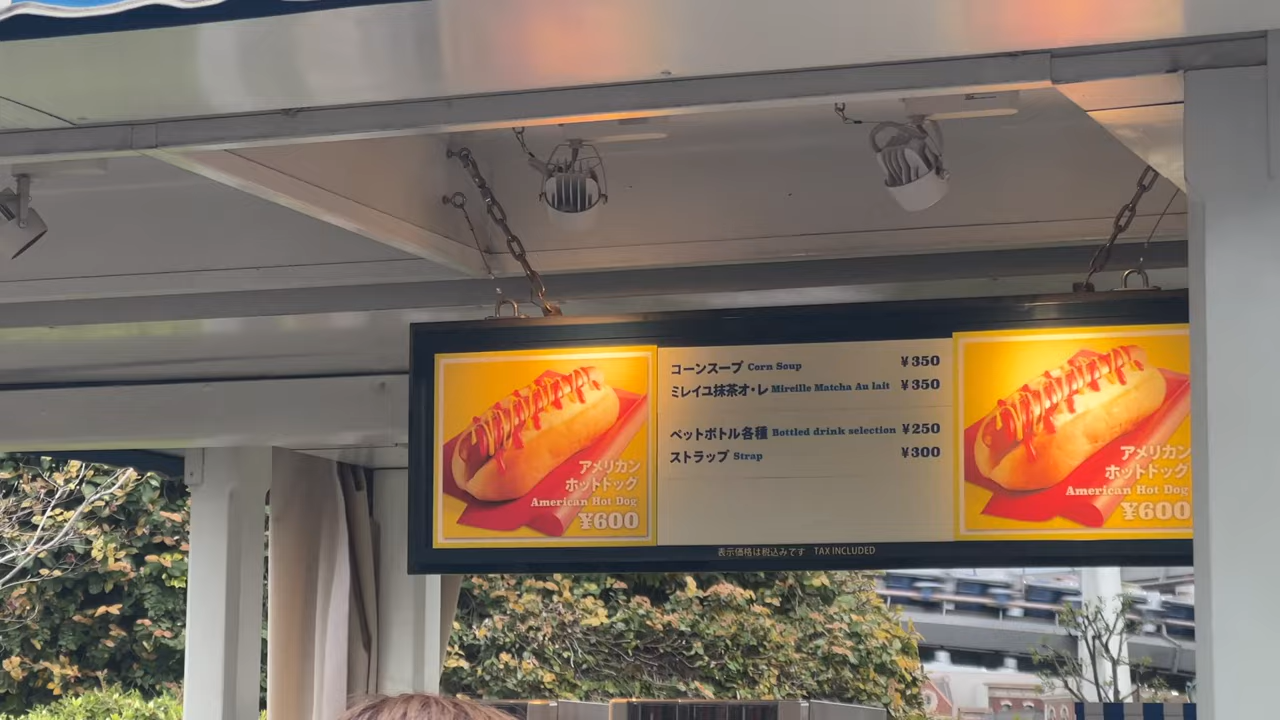 アメリカン
ホットドッグ
American Hot Dog
¥600
コーンスープ Corn Soup ¥350
ミレイユ抹茶オ・レ Mireille Matcha Au lait ¥350
ペットボトル各種 Bottled drink selection ¥250
ストラップ Strap ¥300
アメリカン
ホットドッグ
American Hot Dog
¥600
表示価格は税込みです TAX INCLUDED